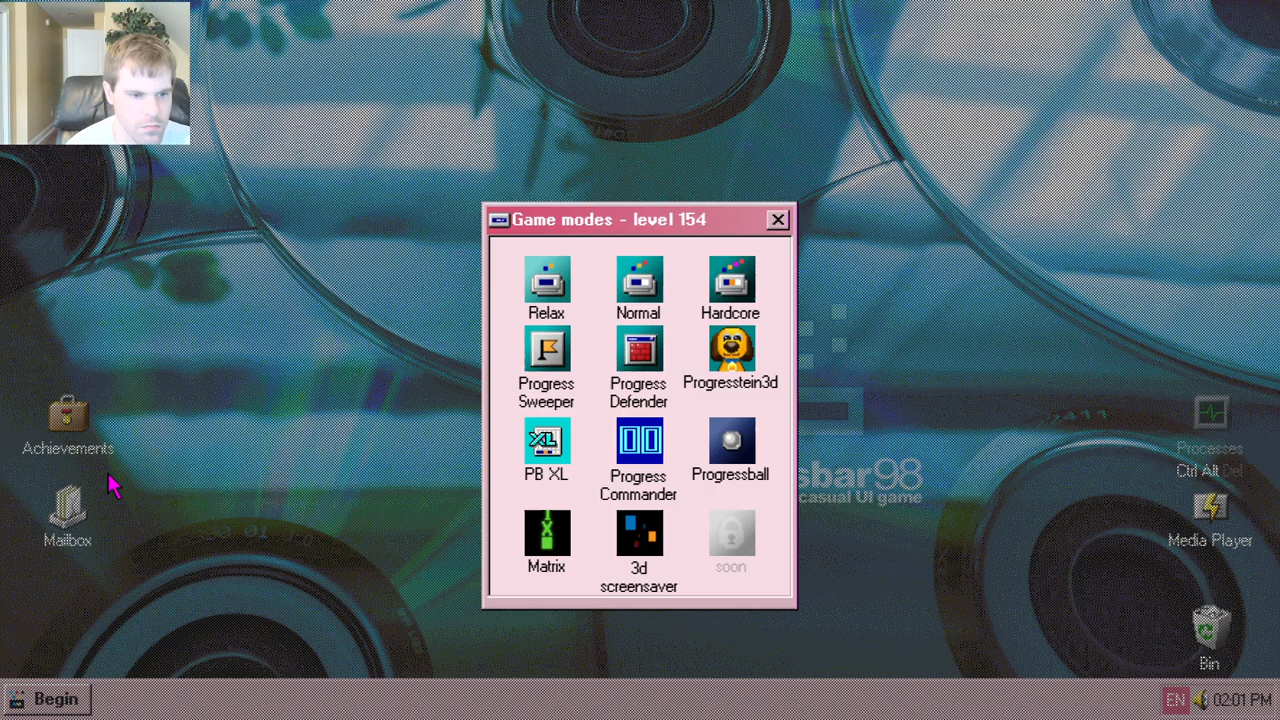 Game modes - level 154
Relax
Normal
Hardcore
Progress
Sweeper
Progress
Defender
Progresstein3d
PB XL
Progress
Commander
Progressball
Matrix
3d
screensaver
soon
Achievements
Mailbox
Processes
Ctrl Alt Del
Media Player
Bin
sbar98
casual UI game
Begin
EN
02:01 PM